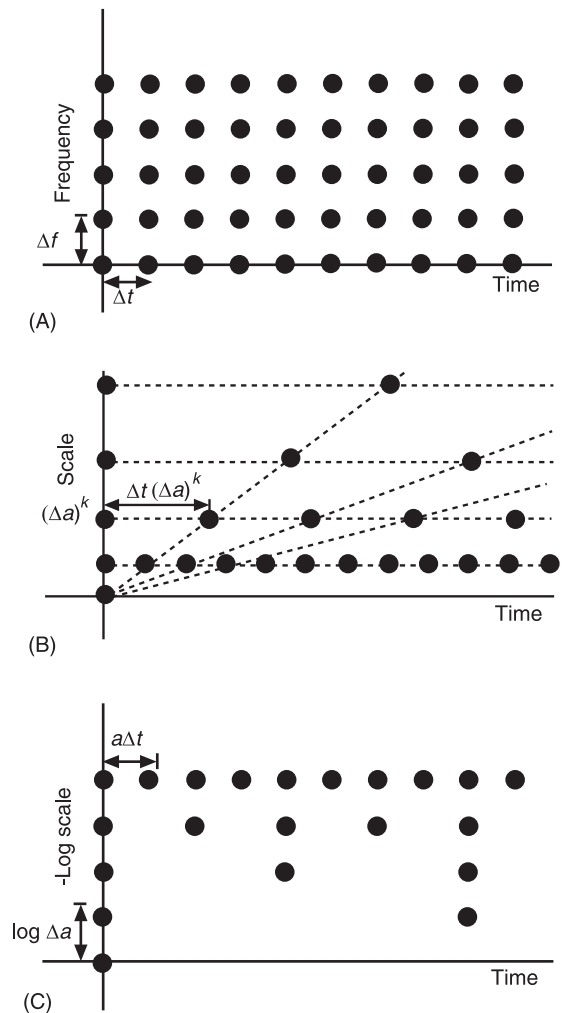 Frequency
Δf
Δt
Time
(A)
Scale
Δt (Δa)^k
(Δa)^k
Time
(B)
aΔt
-Log scale
log Δa
Time
(C)